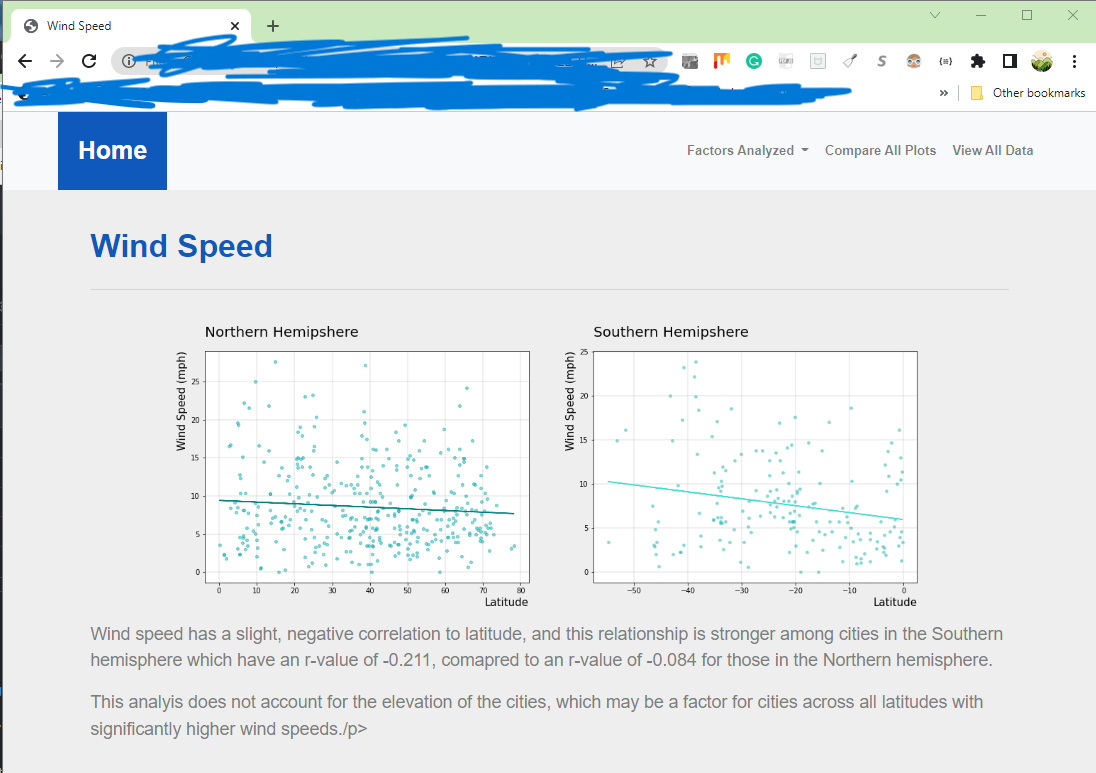 Wind Speed
Other bookmarks
Home
Factors Analyzed
Compare All Plots
View All Data
Wind Speed
Northern Hemipshere
Wind Speed (mph)
25
20
15
10
5
0
0 10 20 30 40 50 60 70 80
Latitude
Southern Hemipshere
Wind Speed (mph)
25
20
15
10
5
0
−50 −40 −30 −20 −10 0
Latitude
Wind speed has a slight, negative correlation to latitude, and this relationship is stronger among cities in the Southern
hemisphere which have an r-value of -0.211, comapred to an r-value of -0.084 for those in the Northern hemisphere.
This analyis does not account for the elevation of the cities, which may be a factor for cities across all latitudes with
significantly higher wind speeds./p>